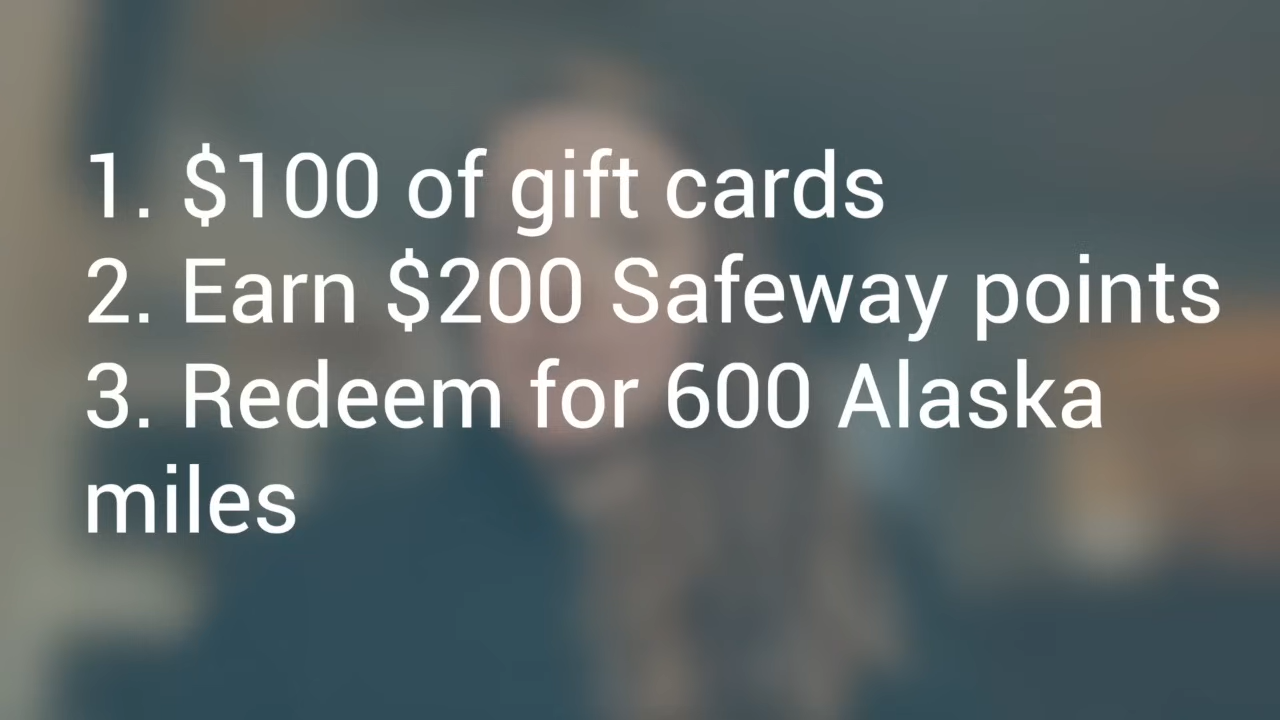 1. $100 of gift cards
2. Earn $200 Safeway points
3. Redeem for 600 Alaska
miles